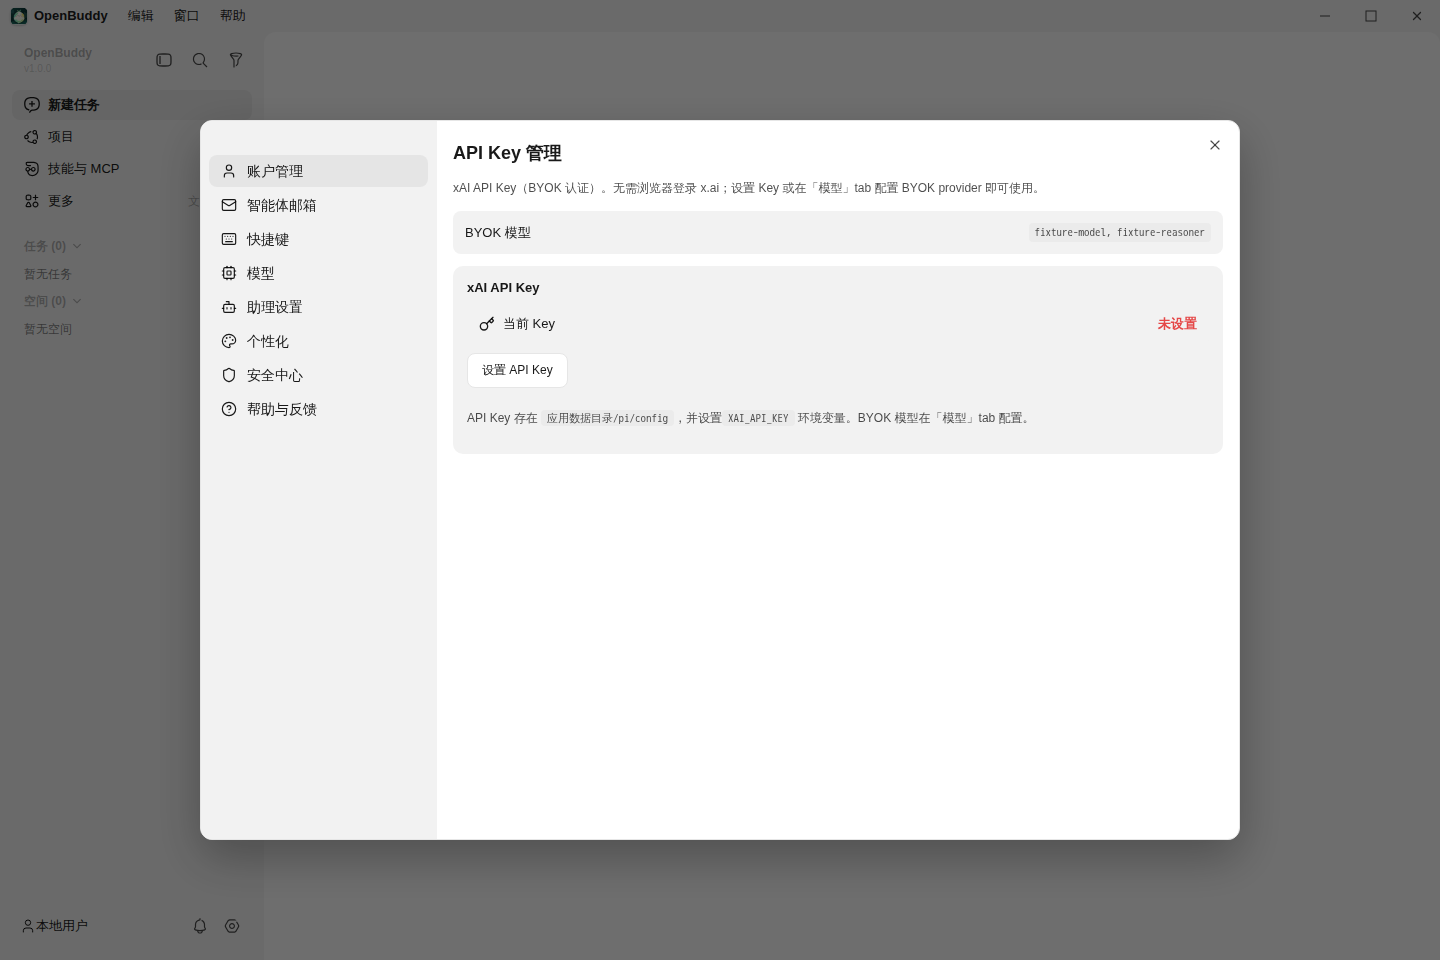 OpenBuddy 编辑 窗口 帮助
OpenBuddy
v1.0.0
新建任务
项目
技能与 MCP
更多
文
任务 (0)
暂无任务
空间 (0)
暂无空间
本地用户
账户管理
智能体邮箱
快捷键
模型
助理设置
个性化
安全中心
帮助与反馈
API Key 管理
xAI API Key（BYOK 认证）。无需浏览器登录 x.ai；设置 Key 或在「模型」tab 配置 BYOK provider 即可使用。
BYOK 模型 fixture-model, fixture-reasoner
xAI API Key
当前 Key 未设置
设置 API Key
API Key 存在 应用数据目录/pi/config ，并设置 XAI_API_KEY 环境变量。BYOK 模型在「模型」tab 配置。